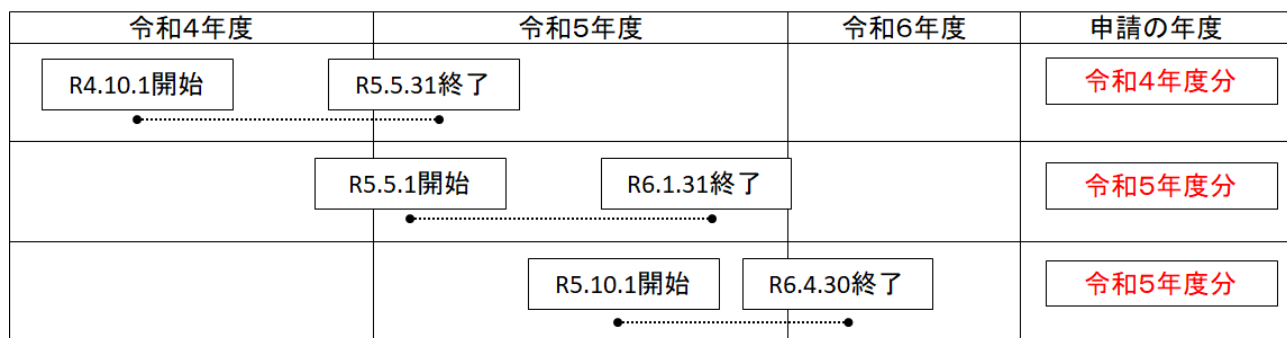 令和4年度 令和5年度 令和6年度 申請の年度
R4.10.1開始 R5.5.31終了 令和4年度分
R5.5.1開始 R6.1.31終了 令和5年度分
R5.10.1開始 R6.4.30終了 令和5年度分